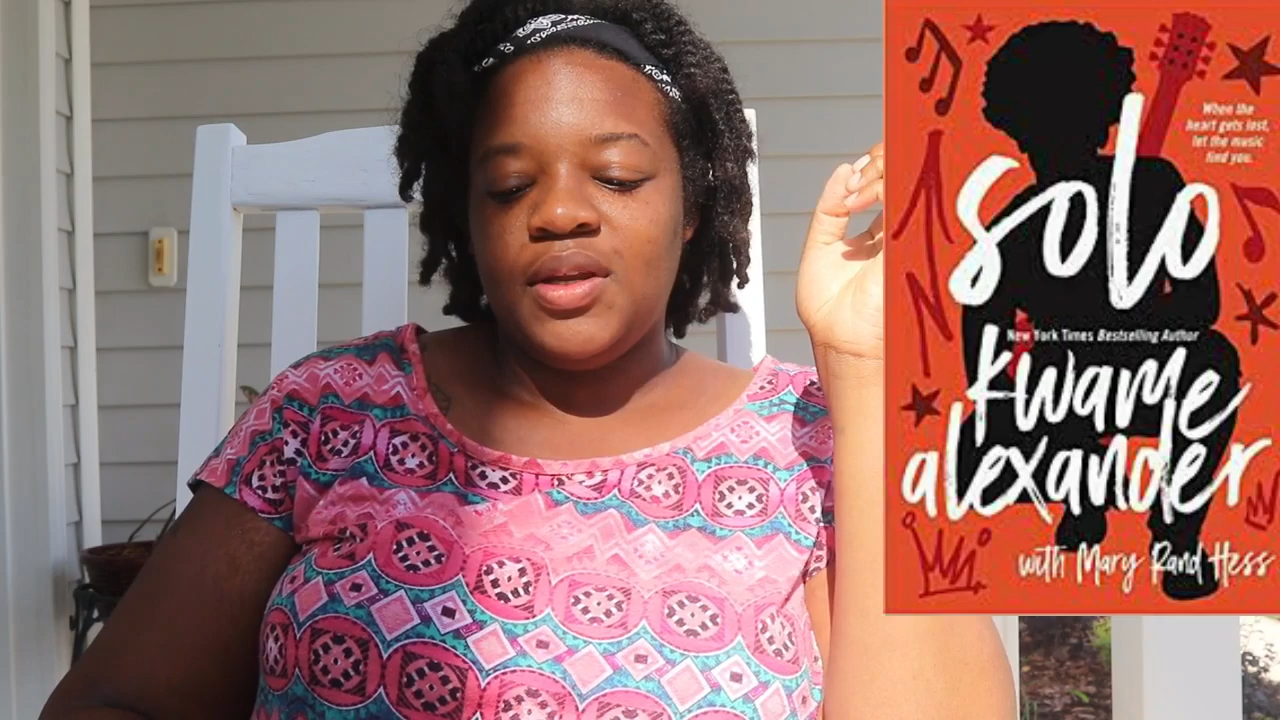 When the
heart gets lost,
let the music
find you.
solo
New York Times Bestselling Author
kwame
alexander
with Mary Rand Hess